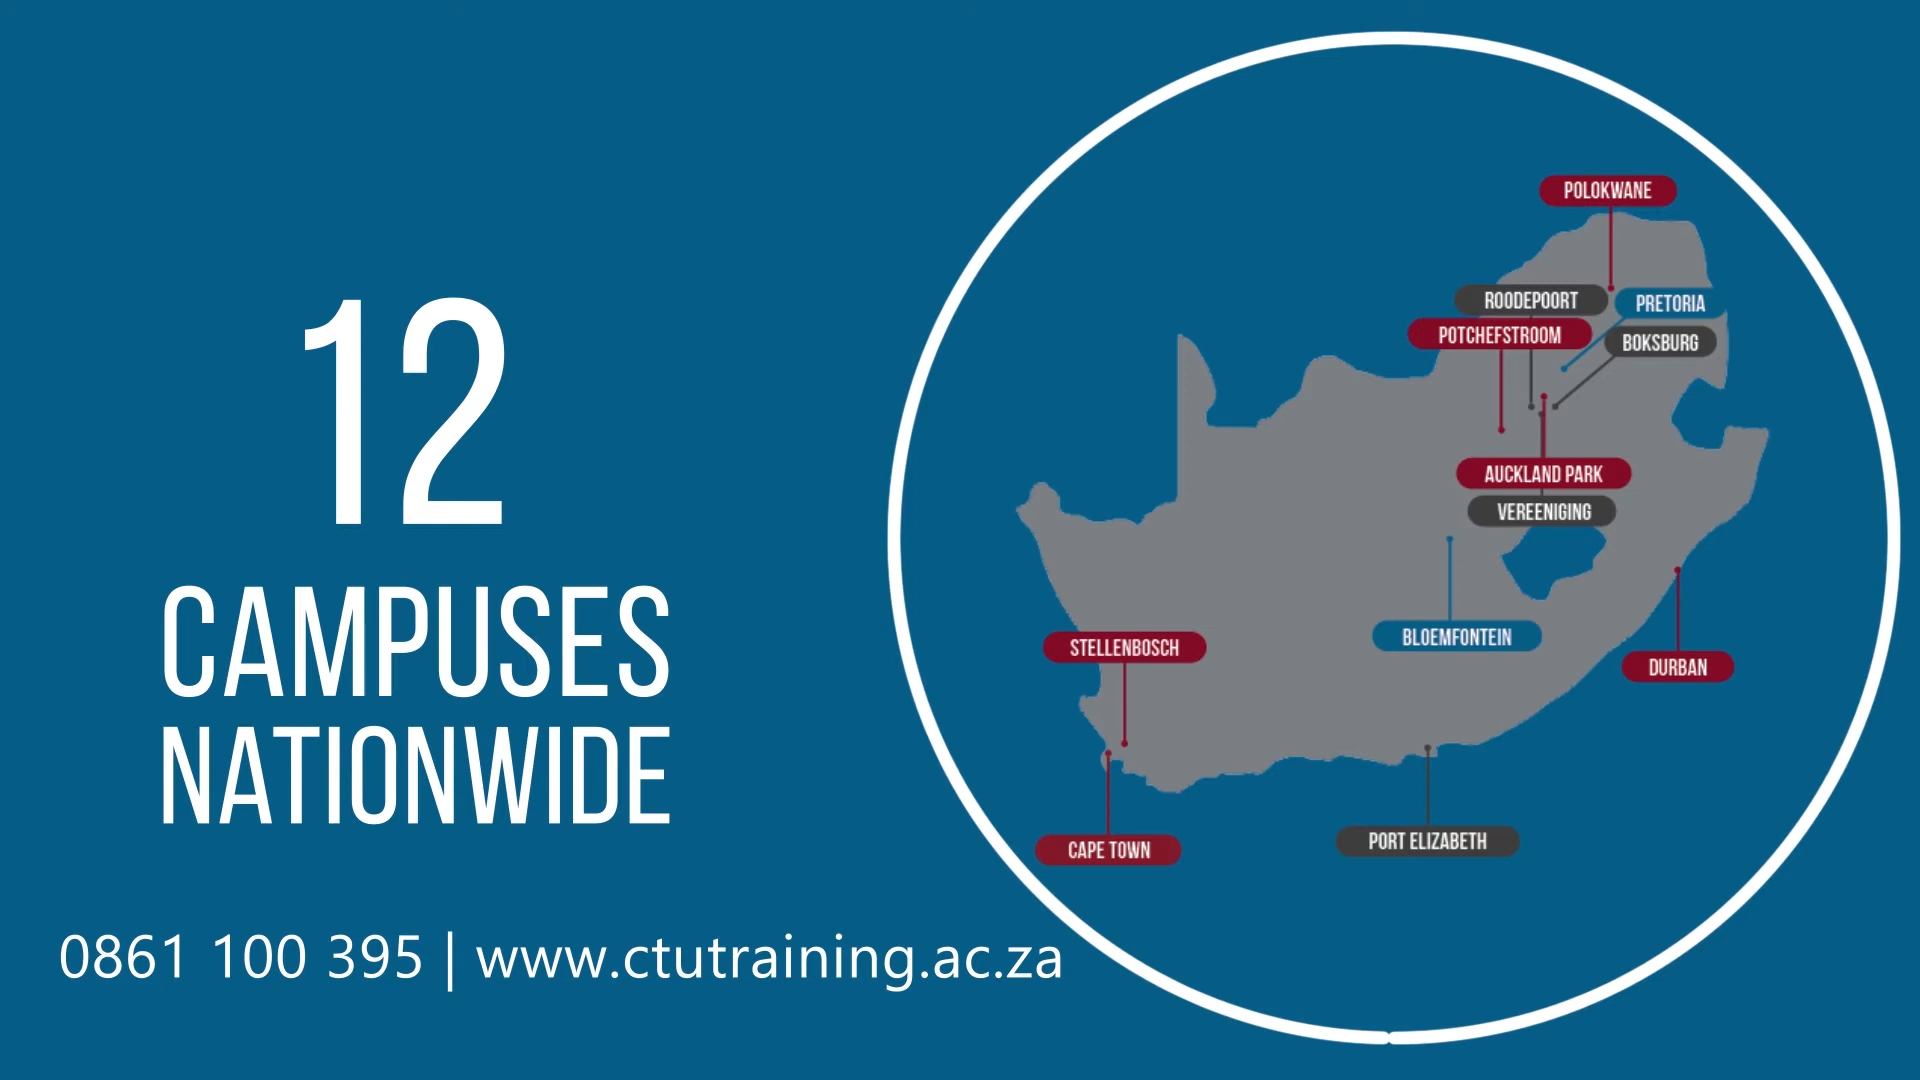 12
CAMPUSES
NATIONWIDE
0861 100 395 | www.ctutraining.ac.za
POLOKWANE
ROODEPOORT
PRETORIA
POTCHEFSTROOM
BOKSBURG
AUCKLAND PARK
VEREENIGING
BLOEMFONTEIN
STELLENBOSCH
DURBAN
PORT ELIZABETH
CAPE TOWN